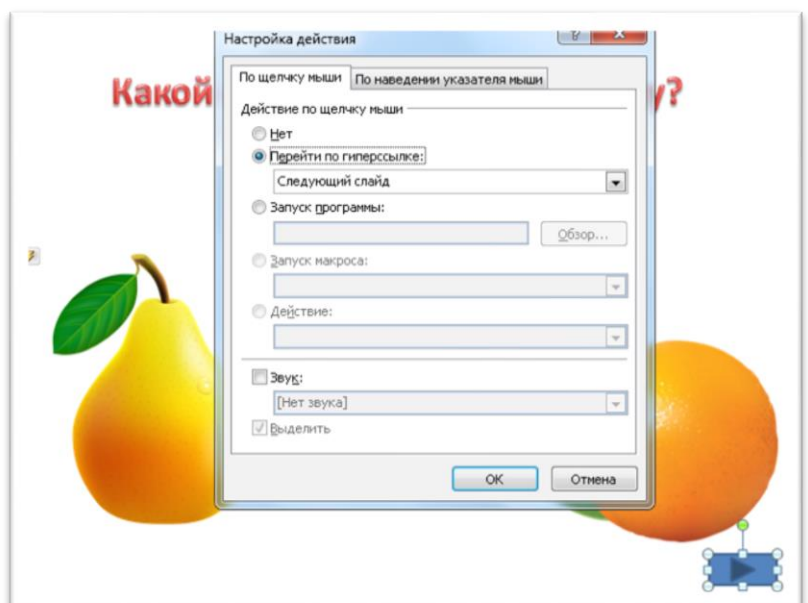 Настройка действия
По щелчку мыши По наведении указателя мыши
Какой у?
Действие по щелчку мыши
Нет
Перейти по гиперссылке:
Следующий слайд
Запуск программы:
Обзор...
Запуск макроса:
Действие:
Звук:
[Нет звука]
Выделить
ОК Отмена